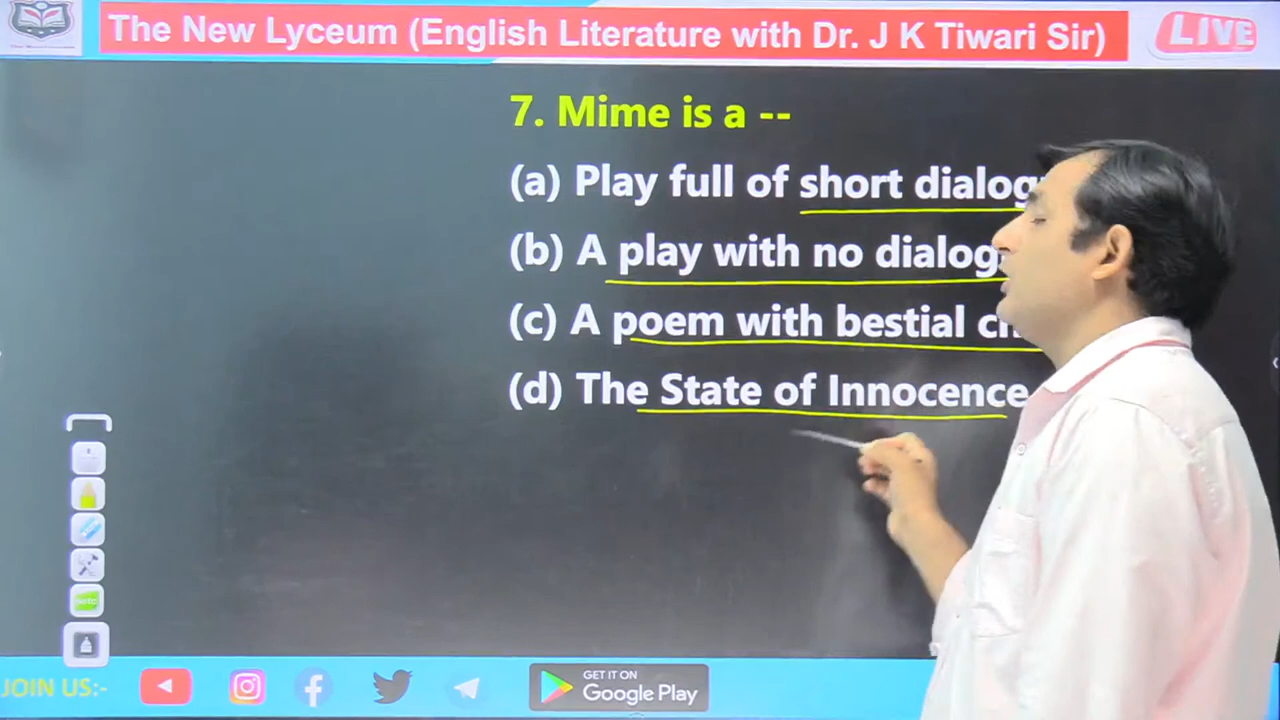 The New Lyceum (English Literature with Dr. J K Tiwari Sir)
LIVE
7. Mime is a --
(a) Play full of short
(b) A play with no
(c) A poem with bestial
(d) The State of Innocence
JOIN US:-
GET IT ON
Google Play